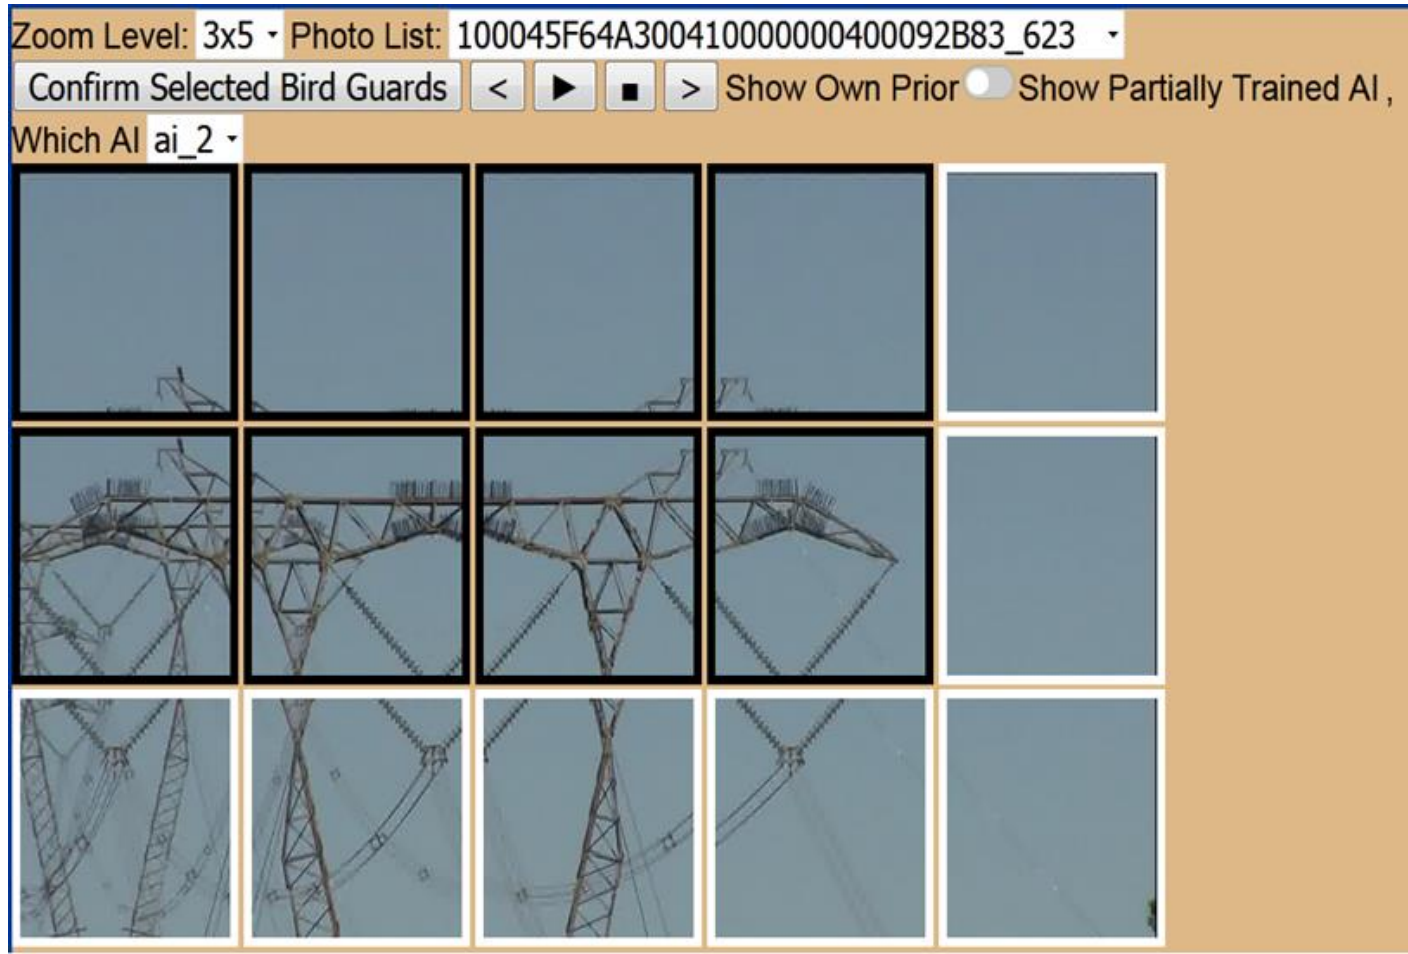 Zoom Level: 3x5 Photo List: 100045F64A300410000000400092B83_623
Confirm Selected Bird Guards < ▶ ■ > Show Own Prior Show Partially Trained AI ,
Which AI ai_2